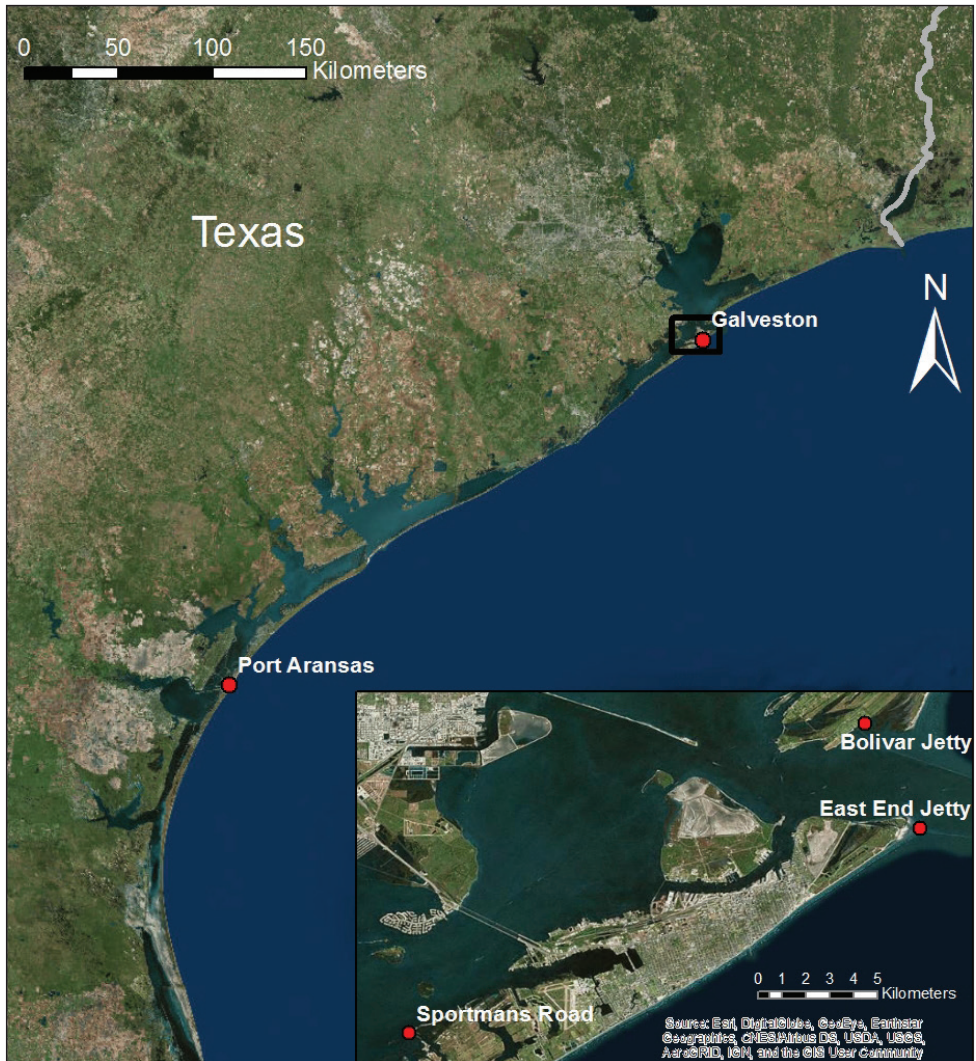 0 50 100 150
Kilometers
Texas
N
Galveston
Port Aransas
Bolivar Jetty
East End Jetty
Sportmans Road
0 1 2 3 4 5
Kilometers
Source: Esri, DigitalGlobe, GeoEye, Earthstar
Geographics, CNES/Airbus DS, USDA, USGS,
AeroGRID, IGN, and the GIS User Community